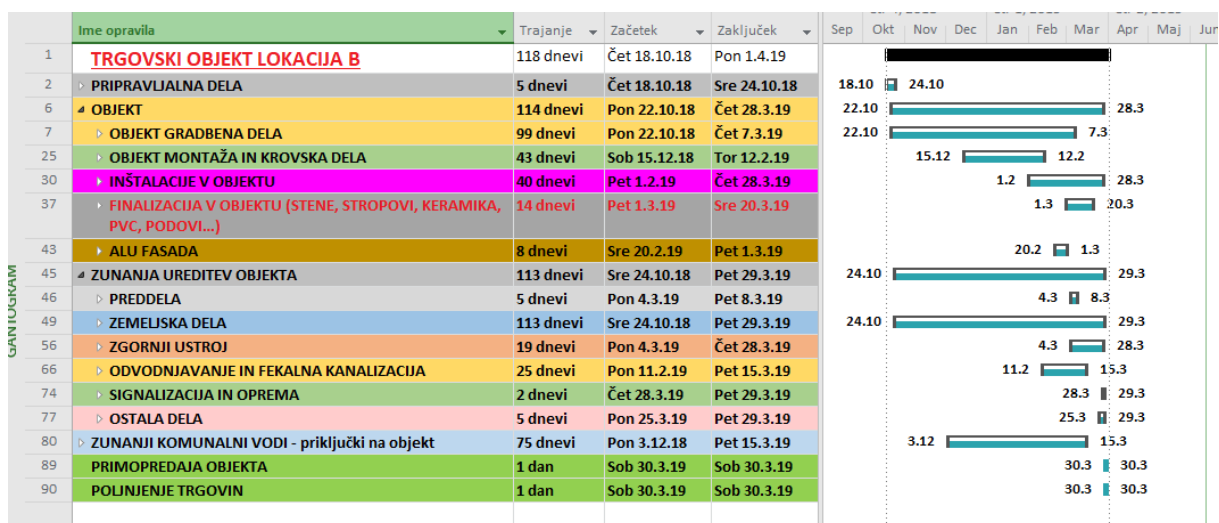 Ime opravila Trajanje Začetek Zaključek Sep Okt Nov Dec Jan Feb Mar Apr Maj Jun
1 TRGOVSKI OBJEKT LOKACIJA B 118 dnevi Čet 18.10.18 Pon 1.4.19
2 PRIPRAVLJALNA DELA 5 dnevi Čet 18.10.18 Sre 24.10.18 18.10 24.10
6 OBJEKT 114 dnevi Pon 22.10.18 Čet 28.3.19 22.10 28.3
7 OBJEKT GRADBENA DELA 99 dnevi Pon 22.10.18 Čet 7.3.19 22.10 7.3
25 OBJEKT MONTAŽA IN KROVSKA DELA 43 dnevi Sob 15.12.18 Tor 12.2.19 15.12 12.2
30 INŠTALACIJE V OBJEKTU 40 dnevi Pet 1.2.19 Čet 28.3.19 1.2 28.3
37 FINALIZACIJA V OBJEKTU (STENE, STROPOVI, KERAMIKA, 14 dnevi Pet 1.3.19 Sre 20.3.19 1.3 20.3
PVC, PODOVI...)
43 ALU FASADA 8 dnevi Sre 20.2.19 Pet 1.3.19 20.2 1.3
45 ZUNANJA UREDITEV OBJEKTA 113 dnevi Sre 24.10.18 Pet 29.3.19 24.10 29.3
46 PREDDELA 5 dnevi Pon 4.3.19 Pet 8.3.19 4.3 8.3
49 ZEMELJSKA DELA 113 dnevi Sre 24.10.18 Pet 29.3.19 24.10 29.3
56 ZGORNJI USTROJ 19 dnevi Pon 4.3.19 Čet 28.3.19 4.3 28.3
66 ODVODNJAVANJE IN FEKALNA KANALIZACIJA 25 dnevi Pon 11.2.19 Pet 15.3.19 11.2 15.3
74 SIGNALIZACIJA IN OPREMA 2 dnevi Čet 28.3.19 Pet 29.3.19 28.3 29.3
77 OSTALA DELA 5 dnevi Pon 25.3.19 Pet 29.3.19 25.3 29.3
80 ZUNANJI KOMUNALNI VODI - priključki na objekt 75 dnevi Pon 3.12.18 Pet 15.3.19 3.12 15.3
89 PRIMOPREDAJA OBJEKTA 1 dan Sob 30.3.19 Sob 30.3.19 30.3 30.3
90 POLJNJENJE TRGOVIN 1 dan Sob 30.3.19 Sob 30.3.19 30.3 30.3
GANTOGRAM